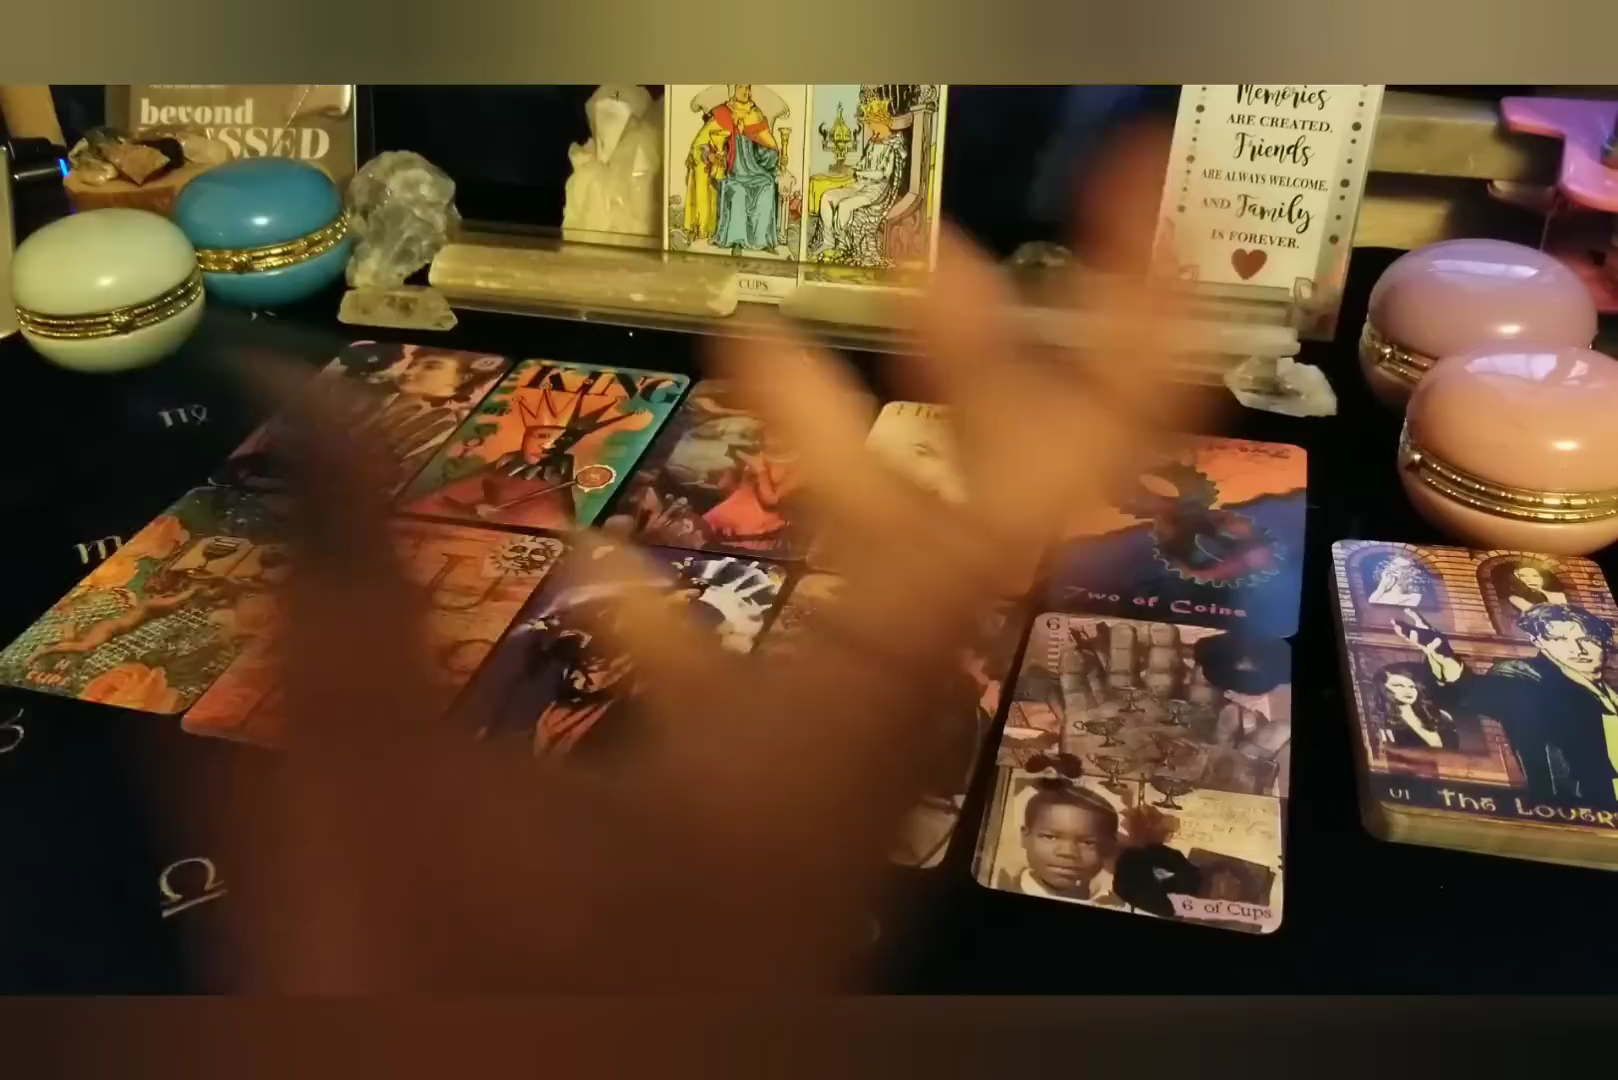 beyond
Memories
ARE CREATED,
Friends
ARE ALWAYS WELCOME,
AND Family
IS FOREVER.
CUPS
KING
Two of Coins
6
6 of Cups
CUPS
VI The Lovers